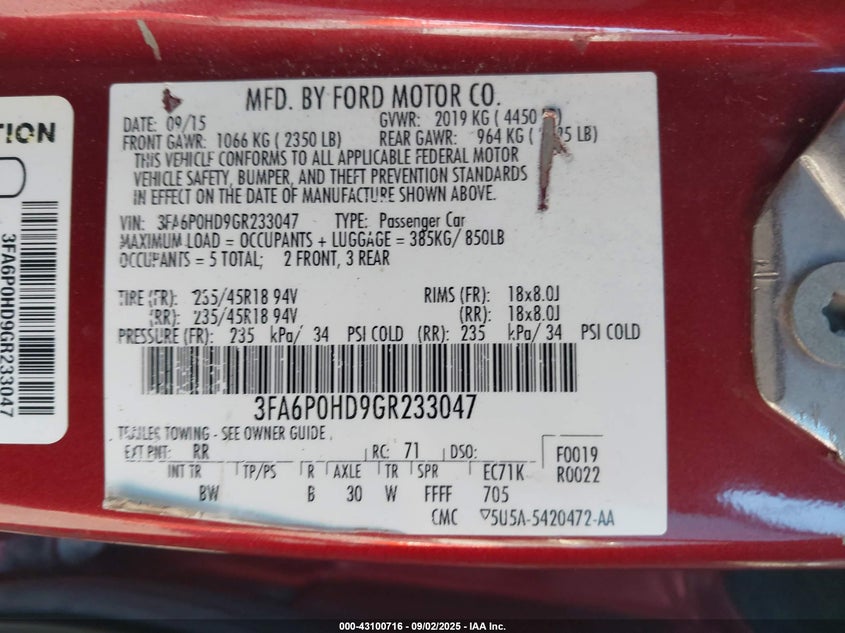 MFD. BY FORD MOTOR CO.
DATE: 09/15 GVWR: 2019 KG ( 4450
FRONT GAWR: 1066 KG ( 2350 LB) REAR GAWR: 964 KG ( LB)
THIS VEHICLE CONFORMS TO ALL APPLICABLE FEDERAL MOTOR
VEHICLE SAFETY, BUMPER, AND THEFT PREVENTION STANDARDS
IN EFFECT ON THE DATE OF MANUFACTURE SHOWN ABOVE.
VIN: 3FA6P0HD9GR233047 TYPE: Passenger Car
MAXIMUM LOAD = OCCUPANTS + LUGGAGE = 385KG/ 850LB
OCCUPANTS = 5 TOTAL; 2 FRONT, 3 REAR
TIRE (FR): 235/45R18 94V RIMS (FR): 18x8.0J
(RR): 235/45R18 94V (RR): 18x8.0J
PRESSURE (FR): 235 kPa/ 34 PSI COLD (RR): 235 kPa/ 34 PSI COLD
3FA6P0HD9GR233047
TRAILER TOWING - SEE OWNER GUIDE
EXT PNT: RR RC: 71 DSO: F0019
R0022
INT TR TP/PS R AXLE TR SPR EC71K
BW B 30 W FFFF 705
CMC ▽5U5A-5420472-AA
TION
3FA6P0HD9GR233047
000-43100716 - 09/02/2025 - IAA Inc.